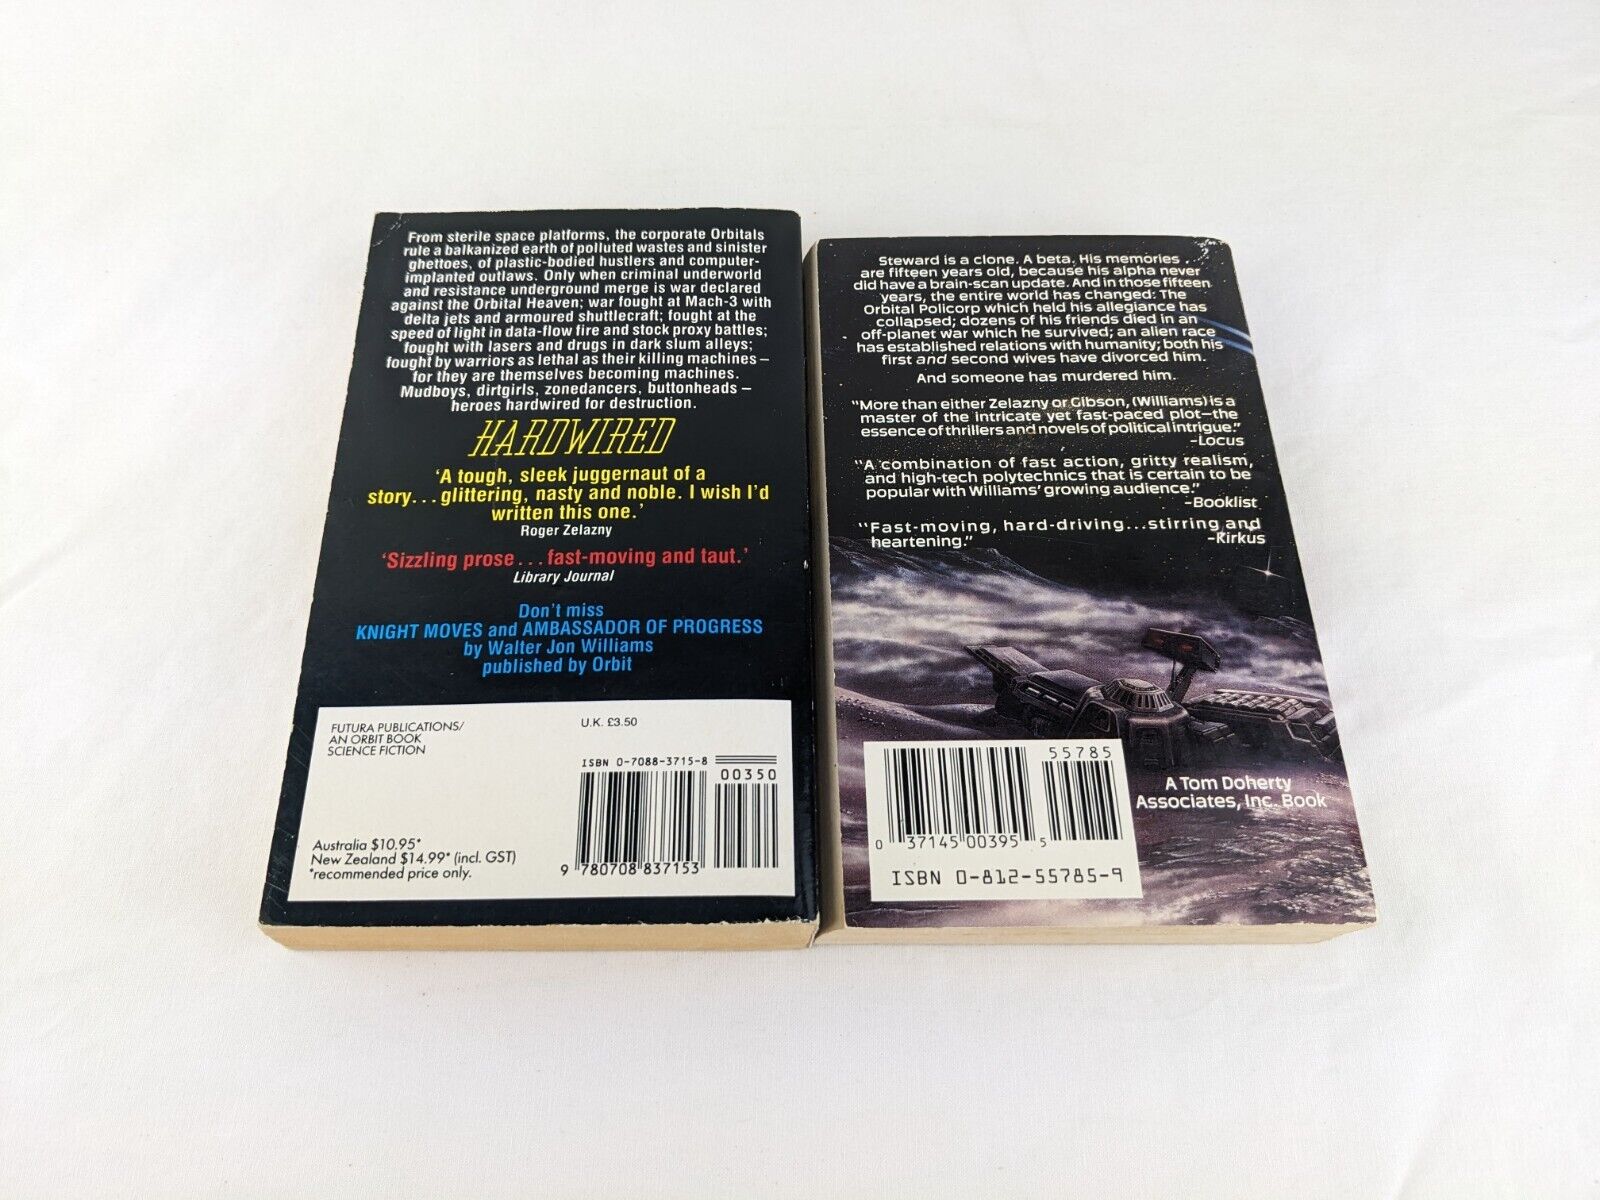 From sterile space platforms, the corporate Orbitals
rule a balkanized earth of polluted wastes and sinister
ghettoes, of plastic-bodied hustlers and computer-
implanted outlaws. Only when criminal underworld
and resistance underground merge is war declared
against the Orbital Heaven; war fought at Mach-3 with
delta jets and armoured shuttlecraft; fought at the
speed of light in data-flow fire and stock proxy battles;
fought with lasers and drugs in dark slum alleys;
fought by warriors as lethal as their killing machines –
for they are themselves becoming machines.
Mudboys, dirtgirls, zonedancers, buttonheads –
heroes hardwired for destruction.
HARDWIRED
'A tough, sleek juggernaut of a
story... glittering, nasty and noble. I wish I'd
written this one.'
Roger Zelazny
'Sizzling prose... fast-moving and taut.'
Library Journal
Don't miss
KNIGHT MOVES and AMBASSADOR OF PROGRESS
by Walter Jon Williams
published by Orbit
FUTURA PUBLICATIONS/
AN ORBIT BOOK
SCIENCE FICTION
U.K. £3.50
ISBN 0-7088-3715-8
00350
Australia $10.95*
New Zealand $14.99* (incl. GST)
*recommended price only.
9 780708 837153
Steward is a clone. A beta. His memories
are fifteen years old, because his alpha never
did have a brain-scan update. And in those fifteen
years, the entire world has changed: The
Orbital Policorp which held his allegiance has
collapsed; dozens of his friends died in an
off-planet war which he survived; an alien race
has established relations with humanity; both his
first and second wives have divorced him.
And someone has murdered him.
"More than either Zelazny or Gibson, (Williams) is a
master of the intricate yet fast-paced plot—the
essence of thrillers and novels of political intrigue."
–Locus
"A combination of fast action, gritty realism,
and high-tech polytechnics that is certain to be
popular with Williams' growing audience."
–Booklist
"Fast-moving, hard-driving...stirring and
heartening."
–Kirkus
55785
A Tom Doherty
Associates, Inc. Book
0 37145 00395 5
ISBN 0-812-55785-9